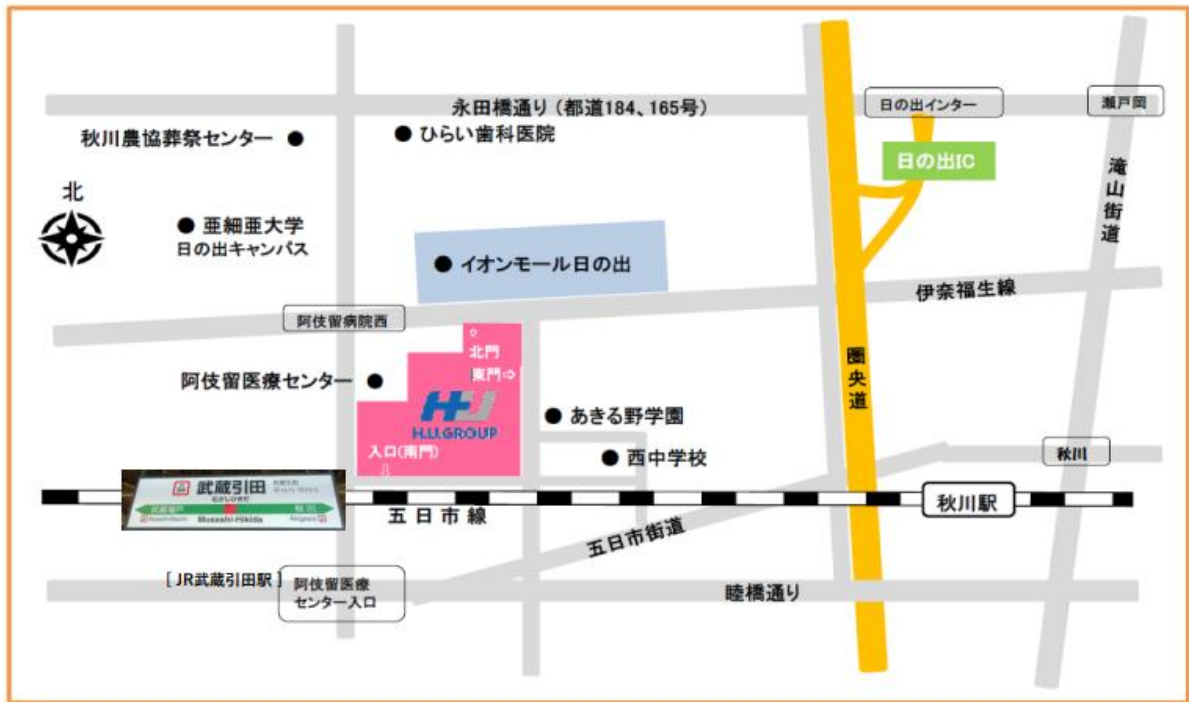 永田橋通り (都道184、165号)
日の出インター
瀬戸岡
秋川農協葬祭センター ●
● ひらい歯科医院
日の出IC
滝山街道
北
● 亜細亜大学
日の出キャンパス
● イオンモール日の出
伊奈福生線
阿伎留病院西
北門
東門⇨
圏央道
阿伎留医療センター ●
H.U.GROUP
● あきる野学園
入口(南門)
● 西中学校
秋川
武蔵引田
むさしひきだ
Musashi-Hikida
秋川駅
五日市線
五日市街道
[ JR武蔵引田駅 ]
阿伎留医療
センター入口
睦橋通り